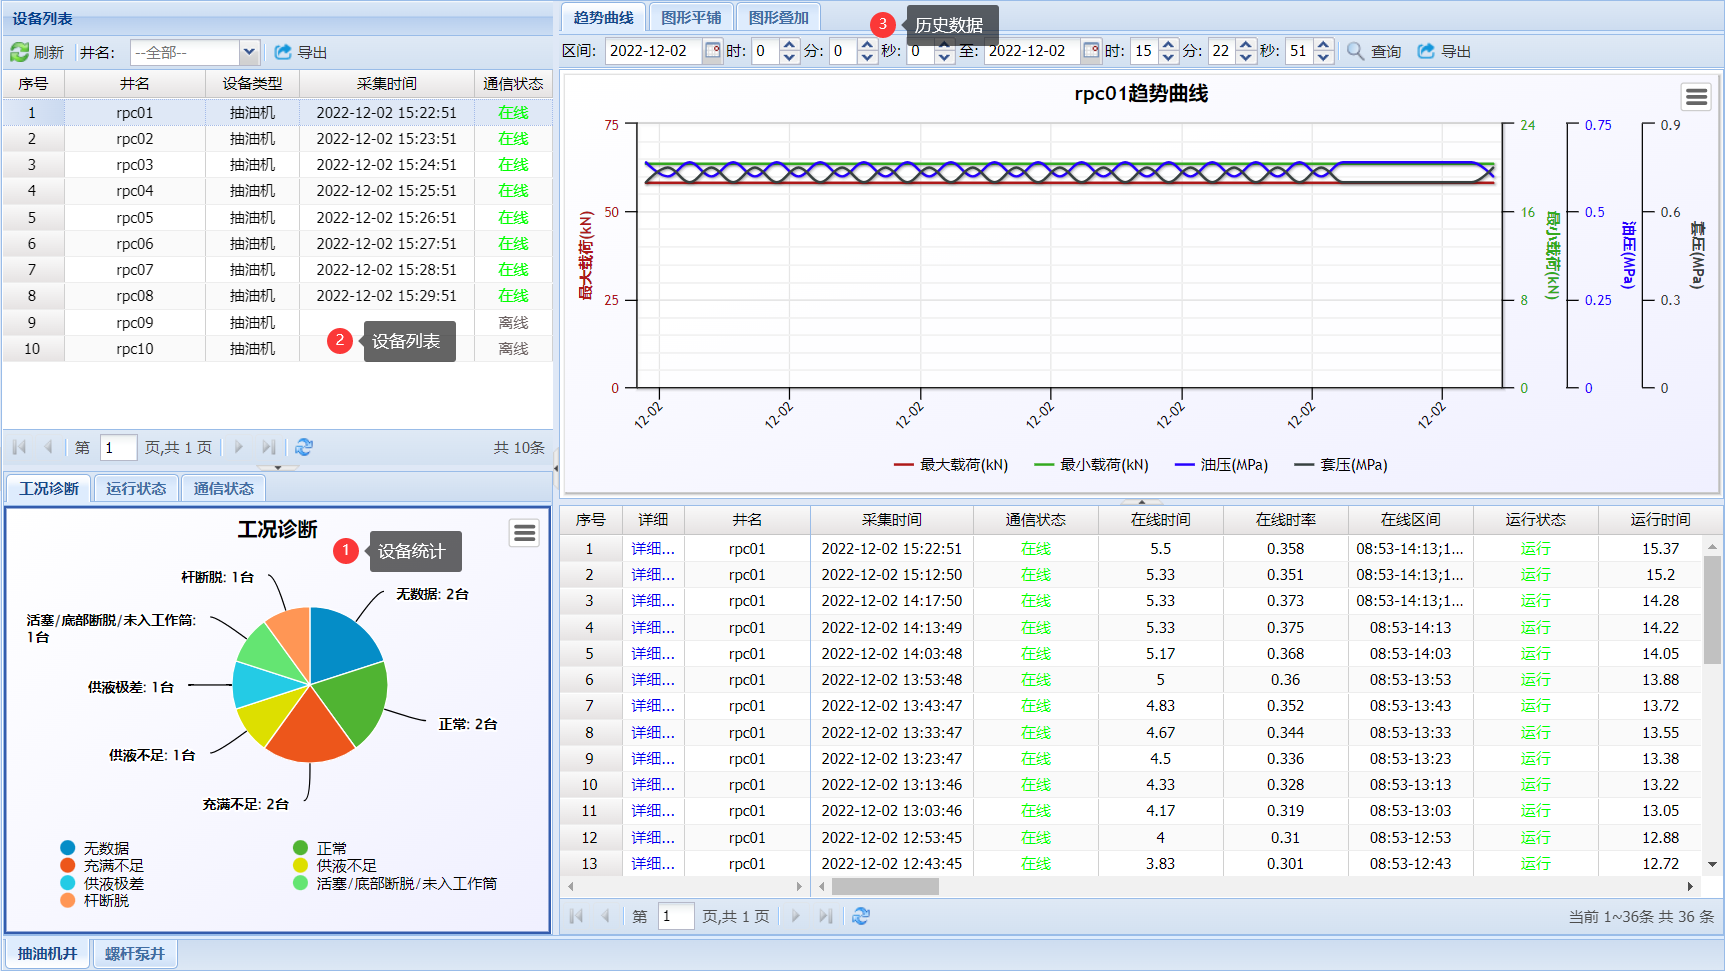 设备列表
刷新 井名: --全部-- 导出
序号 井名 设备类型 采集时间 通信状态
1 rpc01 抽油机 2022-12-02 15:22:51 在线
2 rpc02 抽油机 2022-12-02 15:23:51 在线
3 rpc03 抽油机 2022-12-02 15:24:51 在线
4 rpc04 抽油机 2022-12-02 15:25:51 在线
5 rpc05 抽油机 2022-12-02 15:26:51 在线
6 rpc06 抽油机 2022-12-02 15:27:51 在线
7 rpc07 抽油机 2022-12-02 15:28:51 在线
8 rpc08 抽油机 2022-12-02 15:29:51 在线
9 rpc09 抽油机 离线
10 rpc10 抽油机 离线
2 设备列表
第 1 页,共 1 页 共 10条
工况诊断 运行状态 通信状态
工况诊断
1 设备统计
杆断脱: 1台
无数据: 2台
活塞/底部断脱/未入工作筒:
1台
供液极差: 1台
正常: 2台
供液不足: 1台
充满不足: 2台
无数据 正常
充满不足 供液不足
供液极差 活塞/底部断脱/未入工作筒
杆断脱
抽油机井 螺杆泵井
趋势曲线 图形平铺 图形叠加
3 历史数据
区间: 2022-12-02 时: 0 分: 0 秒: 0 至: 2022-12-02 时: 15 分: 22 秒: 51 查询 导出
rpc01趋势曲线
75 24 0.75 0.9
50 16 0.5 0.6
25 8 0.25 0.3
0 0 0 0
最大载荷(kN)
最小载荷(kN)
油压(MPa)
套压(MPa)
12-02 12-02 12-02 12-02 12-02 12-02 12-02
最大载荷(kN) 最小载荷(kN) 油压(MPa) 套压(MPa)
序号 详细 井名 采集时间 通信状态 在线时间 在线时率 在线区间 运行状态 运行时间
1 详细... rpc01 2022-12-02 15:22:51 在线 5.5 0.358 08:53-14:13;1... 运行 15.37
2 详细... rpc01 2022-12-02 15:12:50 在线 5.33 0.351 08:53-14:13;1... 运行 15.2
3 详细... rpc01 2022-12-02 14:17:50 在线 5.33 0.373 08:53-14:13;1... 运行 14.28
4 详细... rpc01 2022-12-02 14:13:49 在线 5.33 0.375 08:53-14:13 运行 14.22
5 详细... rpc01 2022-12-02 14:03:48 在线 5.17 0.368 08:53-14:03 运行 14.05
6 详细... rpc01 2022-12-02 13:53:48 在线 5 0.36 08:53-13:53 运行 13.88
7 详细... rpc01 2022-12-02 13:43:47 在线 4.83 0.352 08:53-13:43 运行 13.72
8 详细... rpc01 2022-12-02 13:33:47 在线 4.67 0.344 08:53-13:33 运行 13.55
9 详细... rpc01 2022-12-02 13:23:47 在线 4.5 0.336 08:53-13:23 运行 13.38
10 详细... rpc01 2022-12-02 13:13:46 在线 4.33 0.328 08:53-13:13 运行 13.22
11 详细... rpc01 2022-12-02 13:03:46 在线 4.17 0.319 08:53-13:03 运行 13.05
12 详细... rpc01 2022-12-02 12:53:45 在线 4 0.31 08:53-12:53 运行 12.88
13 详细... rpc01 2022-12-02 12:43:45 在线 3.83 0.301 08:53-12:43 运行 12.72
第 1 页,共 1 页 当前 1~36条 共 36 条